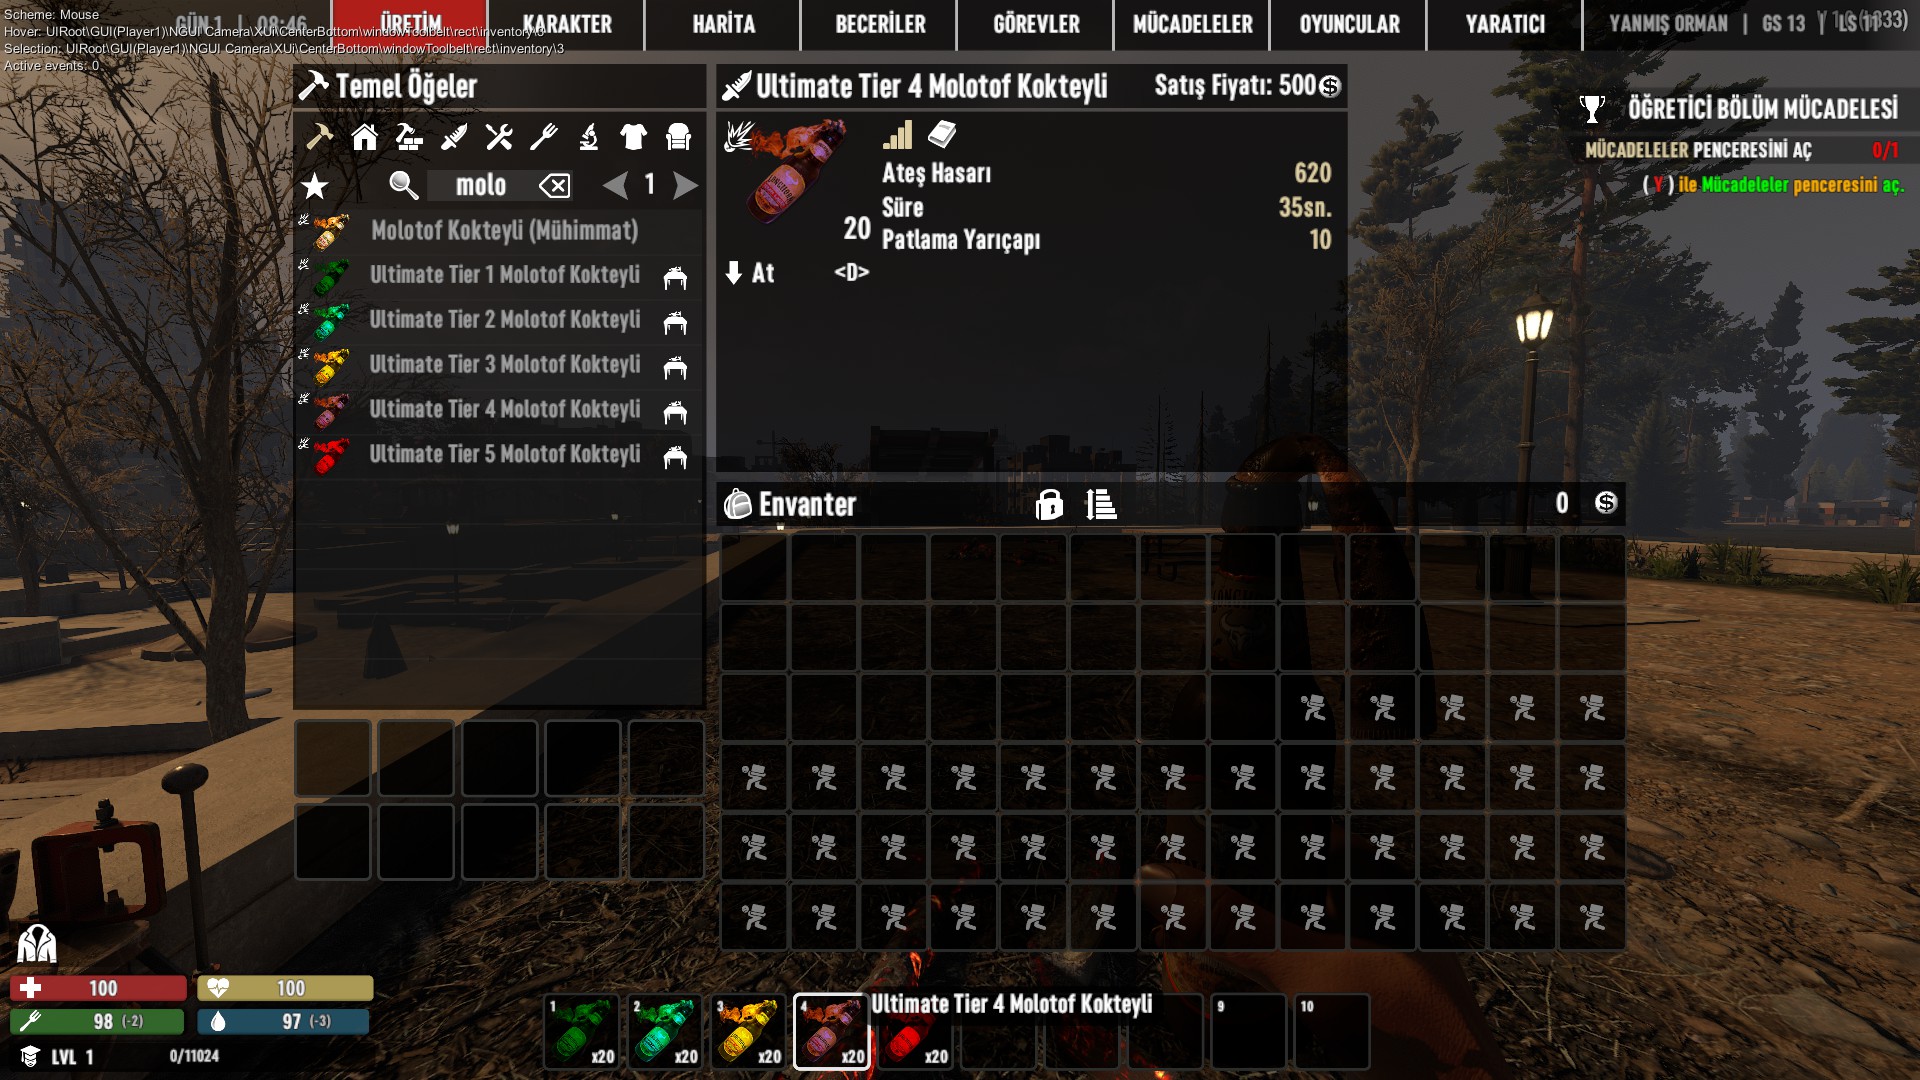 Scheme: Mouse
Hover: UIRoot\GUI(Player1)\NGUI Camera\XUi\CenterBottom\windowToolbelt\rect\inventory\3
Selection: UIRoot\GUI(Player1)\NGUI Camera\XUi\CenterBottom\windowToolbelt\rect\inventory\3
Active events: 0
GÜN 1 | 08:46
ÜRETİM
KARAKTER
HARİTA
BECERİLER
GÖREVLER
MÜCADELELER
OYUNCULAR
YARATICI
YANMIŞ ORMAN | GS 13 |
Temel Öğeler
molo
1
Molotof Kokteyli (Mühimmat)
Ultimate Tier 1 Molotof Kokteyli
Ultimate Tier 2 Molotof Kokteyli
Ultimate Tier 3 Molotof Kokteyli
Ultimate Tier 4 Molotof Kokteyli
Ultimate Tier 5 Molotof Kokteyli
Ultimate Tier 4 Molotof Kokteyli
Satış Fiyatı: 500
20
Ateş Hasarı 620
Süre 35sn.
Patlama Yarıçapı 10
At <D>
ÖĞRETİCİ BÖLÜM MÜCADELESİ
MÜCADELELER PENCERESİNİ AÇ 0/1
( Y ) ile Mücadeleler penceresini aç.
Envanter
0
100
100
98 (-2)
97 (-3)
LVL 1
0/11024
1 x20
2 x20
3 x20
4 x20
Ultimate Tier 4 Molotof Kokteyli
x20
9
10